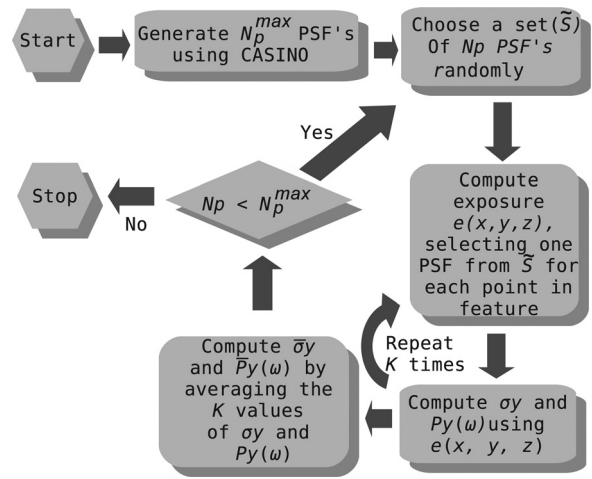 Start
Generate Np^max PSF's
using CASINO
Choose a set(S̃)
Of Np PSF's
randomly
Yes
Stop
No
Np < Np^max
Compute
exposure
e(x,y,z),
selecting one
PSF from S̃ for
each point in
feature
Repeat
K times
Compute σ̅y
and P̅y(ω) by
averaging the
K values
of σy and
Py(ω)
Compute σy and
Py(ω)using
e(x, y, z)